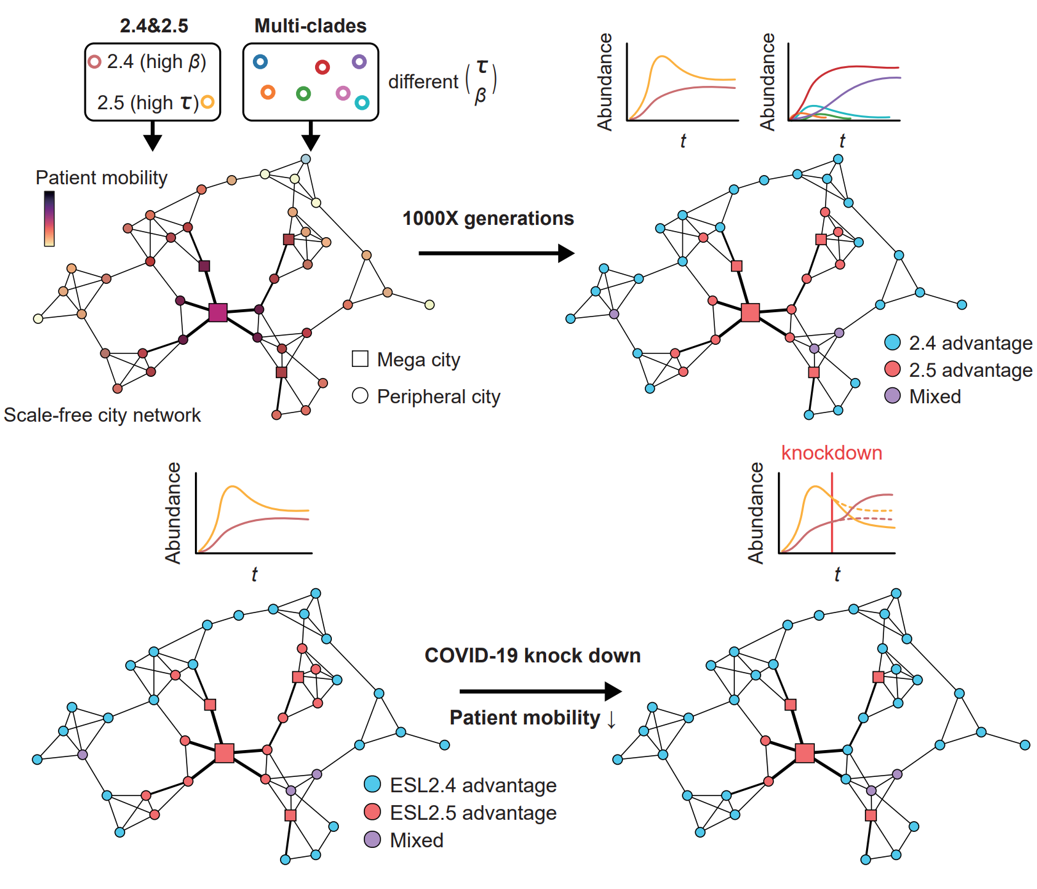 2.4&2.5
Multi-clades
2.4 (high β)
2.5 (high τ)
different (τ β)
Abundance
t
Abundance
t
Patient mobility
1000X generations
Mega city
Peripheral city
Scale-free city network
2.4 advantage
2.5 advantage
Mixed
Abundance
t
knockdown
Abundance
t
COVID-19 knock down
Patient mobility ↓
ESL2.4 advantage
ESL2.5 advantage
Mixed